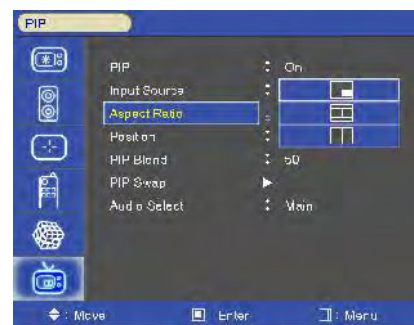 PIP
PIP : On
Input Source :
Aspect Ratio :
Position :
PIP Blend : 50
PIP Swap
Audio Select : Main
: Move Enter : Menu